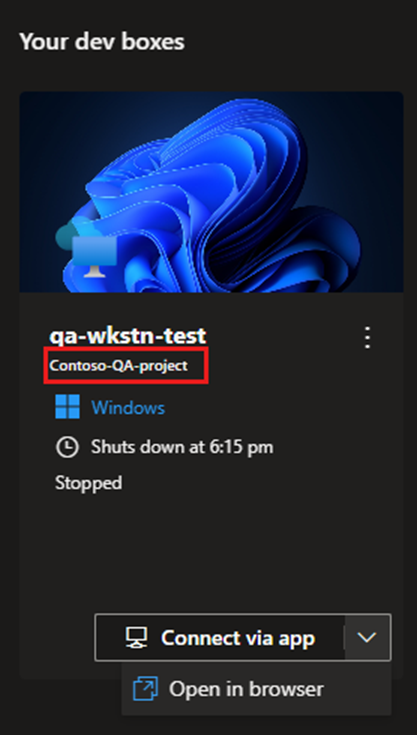 Your dev boxes
qa-wkstn-test
Contoso-QA-project
Windows
Shuts down at 6:15 pm
Stopped
Connect via app
Open in browser